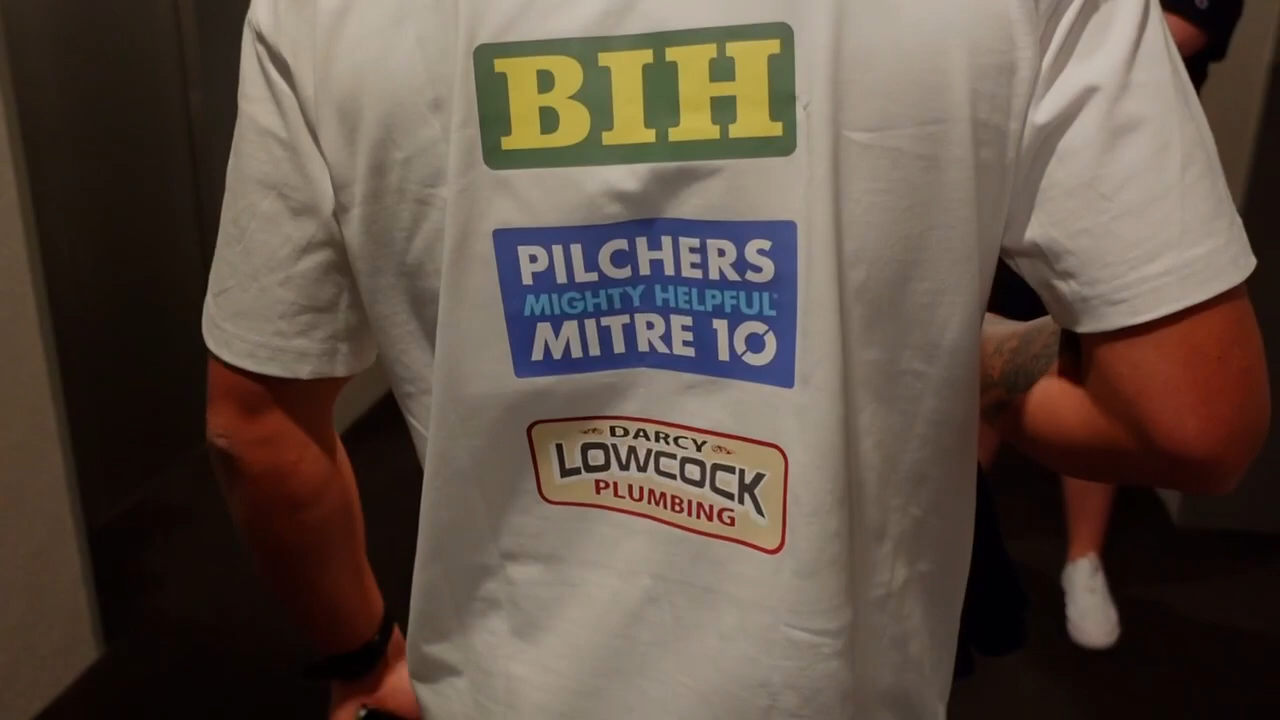 BIH
PILCHERS
MIGHTY HELPFUL
MITRE 10
DARCY
LOWCOCK
PLUMBING